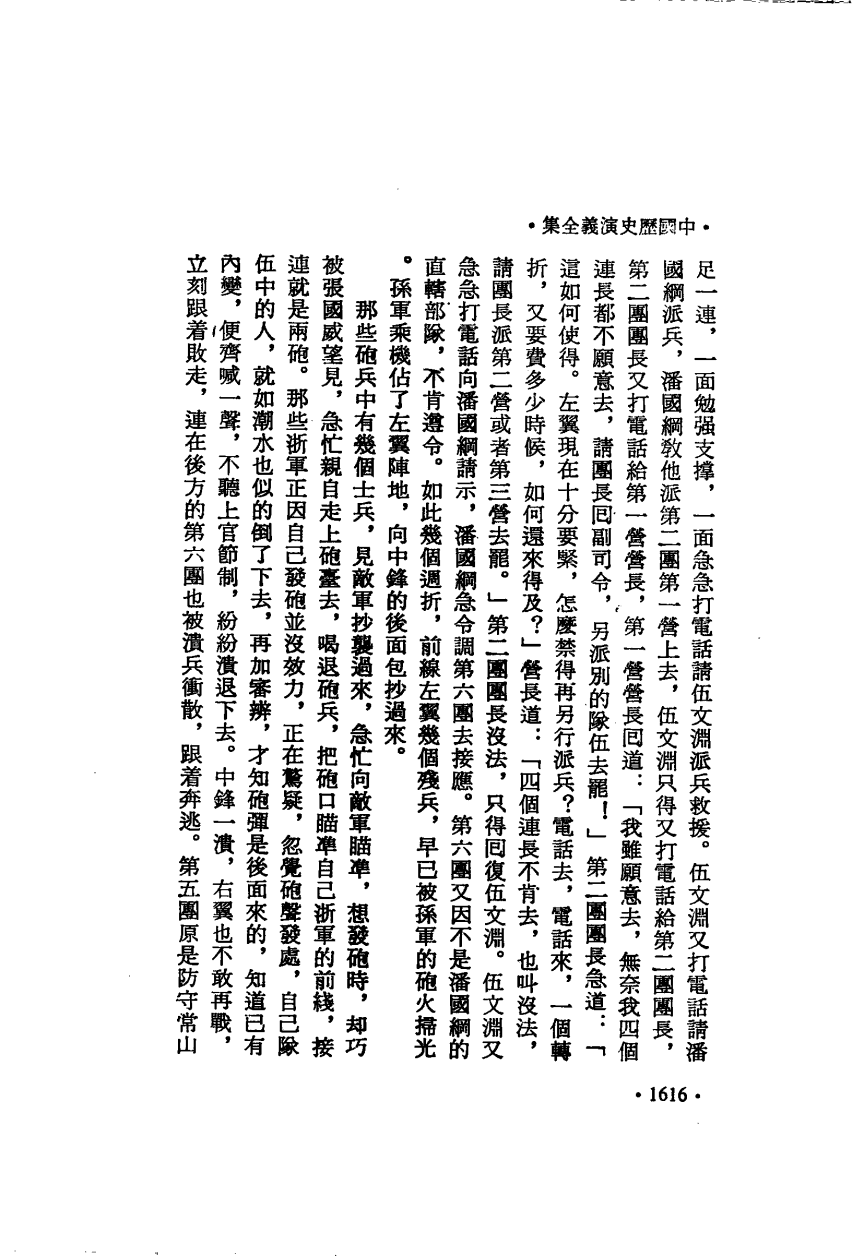 •中國歷史演義全集•
足一連，一面勉强支撐，一面急急打電話請伍文淵派兵救援。伍文淵又打電話請潘
國綱派兵，潘國綱敎他派第二團第一營上去，伍文淵只得又打電話給第二團團長，
第二團團長又打電話給第一營營長，第一營營長回道：「我雖願意去，無奈我四個
連長都不願意去，請團長回副司令，另派別的隊伍去罷！」第二團團長急道：「
這如何使得。左翼現在十分要緊，怎麼禁得再另行派兵？電話去，電話來，一個轉
折，又要費多少時候，如何還來得及？」營長道：「四個連長不肯去，也叫沒法，
請團長派第二營或者第三營去罷。」第二團團長沒法，只得回復伍文淵。伍文淵又
急急打電話向潘國綱請示，潘國綱急令調第六團去接應。第六團又因不是潘國綱的
直轄部隊，不肯遵令。如此幾個週折，前線左翼幾個殘兵，早已被孫軍的砲火掃光
。孫軍乘機佔了左翼陣地，向中鋒的後面包抄過來。
那些砲兵中有幾個士兵，見敵軍抄襲過來，急忙向敵軍瞄準，想發砲時，却巧
被張國威望見，急忙親自走上砲臺去，喝退砲兵，把砲口瞄準自己浙軍的前綫，接
連就是兩砲。那些浙軍正因自己發砲並沒效力，正在驚疑，忽覺砲聲發處，自己隊
伍中的人，就如潮水也似的倒了下去，再加審辨，才知砲彈是後面來的，知道已有
內變，便齊喊一聲，不聽上官節制，紛紛潰退下去。中鋒一潰，右翼也不敢再戰，
立刻跟着敗走，連在後方的第六團也被潰兵衝散，跟着奔逃。第五團原是防守常山
•1616•